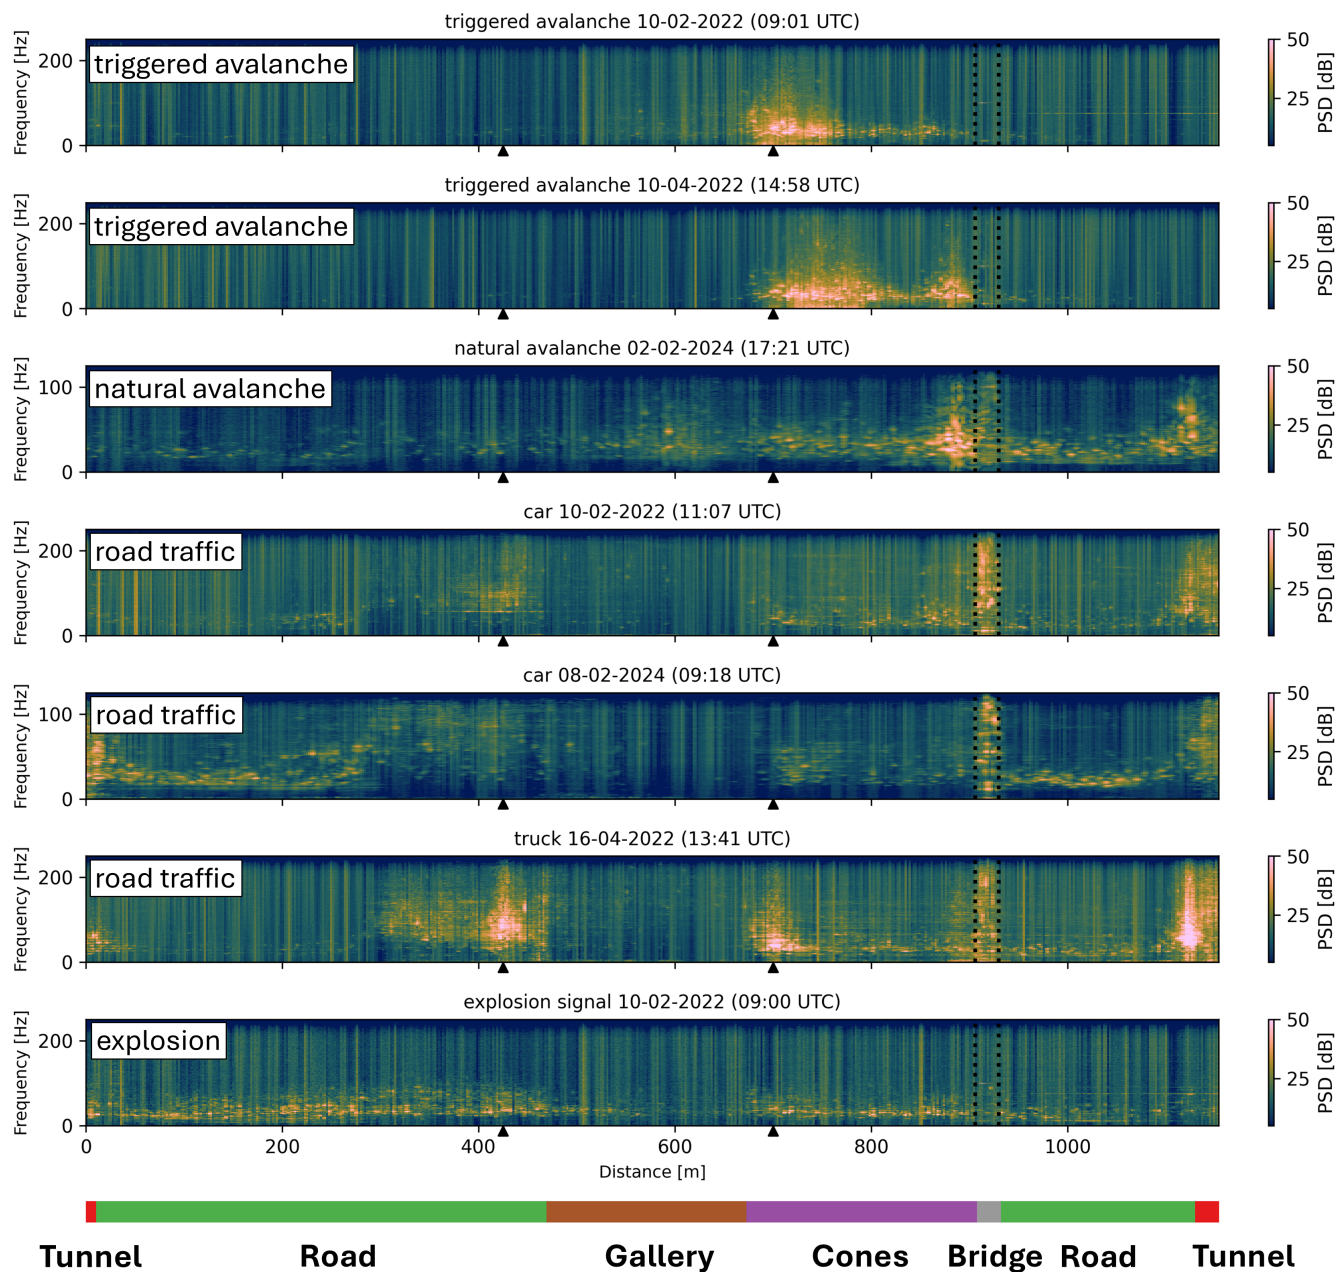 triggered avalanche 10-02-2022 (09:01 UTC)
Frequency [Hz]
200
0
triggered avalanche
50
25
PSD [dB]
triggered avalanche 10-04-2022 (14:58 UTC)
Frequency [Hz]
200
0
triggered avalanche
50
25
PSD [dB]
natural avalanche 02-02-2024 (17:21 UTC)
Frequency [Hz]
100
0
natural avalanche
50
25
PSD [dB]
car 10-02-2022 (11:07 UTC)
Frequency [Hz]
200
0
road traffic
50
25
PSD [dB]
car 08-02-2024 (09:18 UTC)
Frequency [Hz]
100
0
road traffic
50
25
PSD [dB]
truck 16-04-2022 (13:41 UTC)
Frequency [Hz]
200
0
road traffic
50
25
PSD [dB]
explosion signal 10-02-2022 (09:00 UTC)
Frequency [Hz]
200
0
explosion
50
25
PSD [dB]
0 200 400 600 800 1000
Distance [m]
Tunnel Road Gallery Cones Bridge Road Tunnel